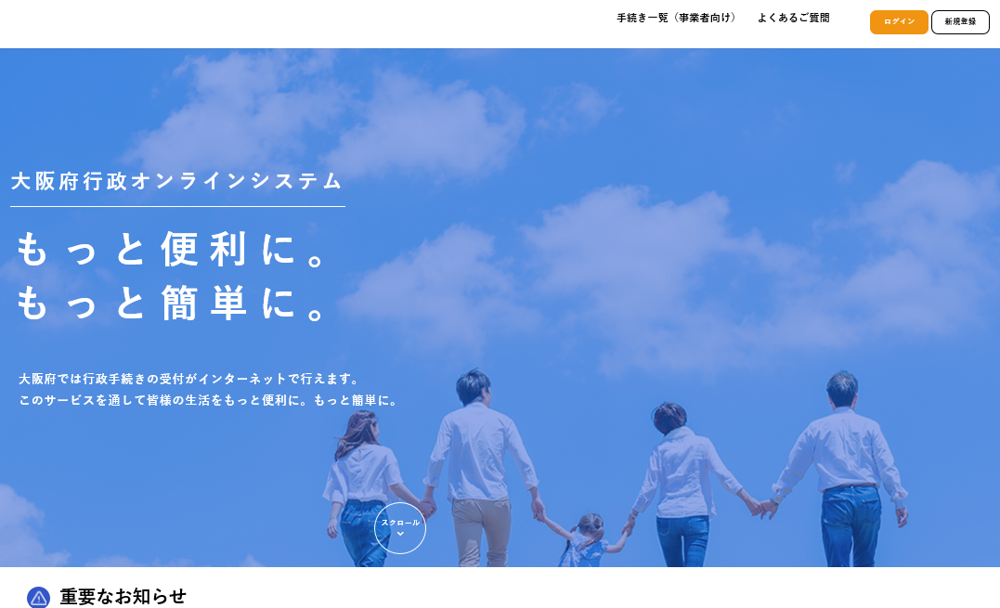 手続き一覧（事業者向け）
よくあるご質問
ログイン
新規登録
大阪府行政オンラインシステム
もっと便利に。
もっと簡単に。
大阪府では行政手続きの受付がインターネットで行えます。
このサービスを通して皆様の生活をもっと便利に。もっと簡単に。
スクロール
重要なお知らせ